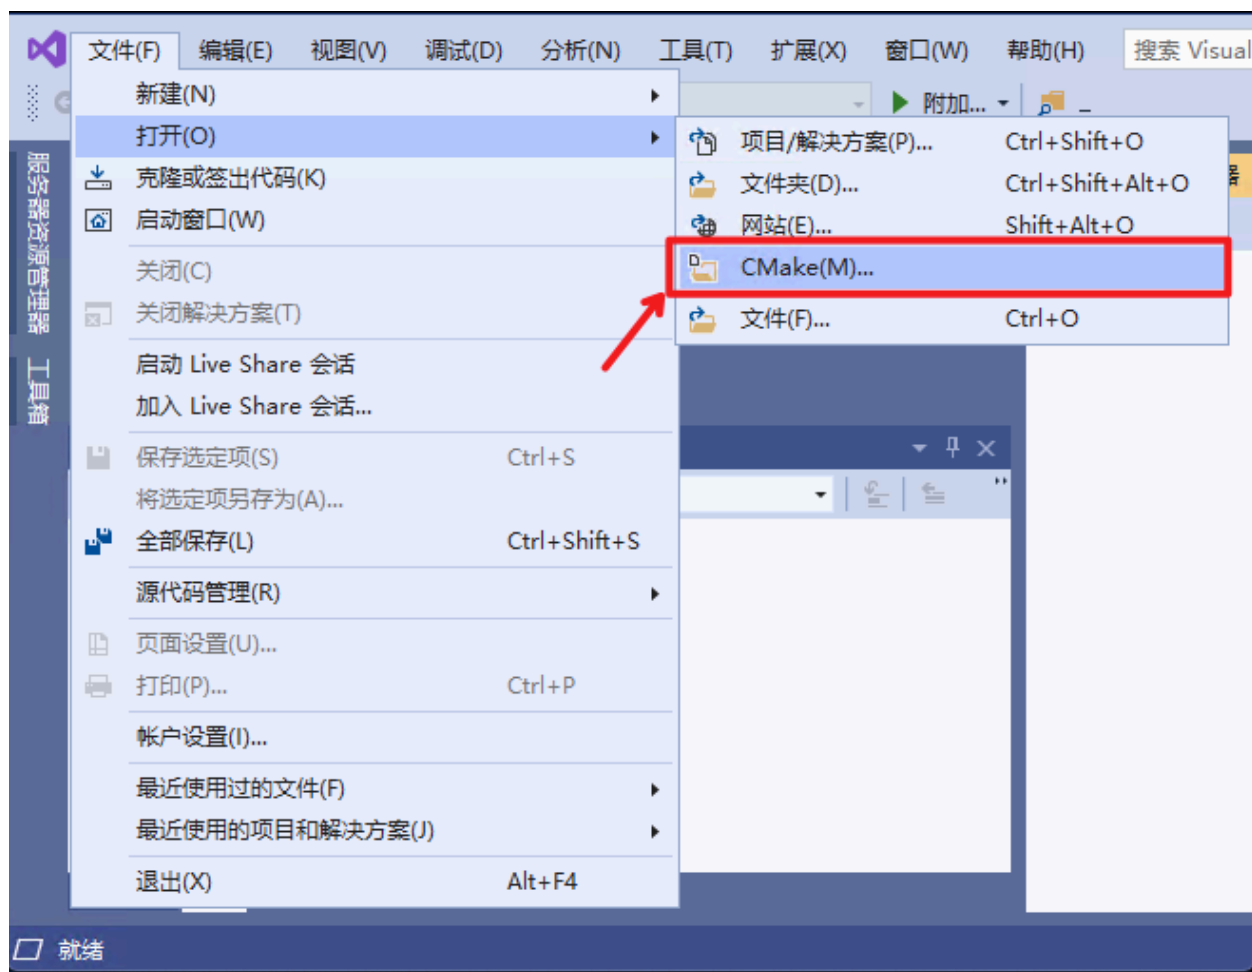 文件(F) 编辑(E) 视图(V) 调试(D) 分析(N) 工具(T) 扩展(X) 窗口(W) 帮助(H) 搜索 Visual
附加...
服务器资源管理器
工具箱
新建(N)
打开(O)
克隆或签出代码(K)
启动窗口(W)
关闭(C)
关闭解决方案(T)
启动 Live Share 会话
加入 Live Share 会话...
保存选定项(S) Ctrl+S
将选定项另存为(A)...
全部保存(L) Ctrl+Shift+S
源代码管理(R)
页面设置(U)...
打印(P)... Ctrl+P
帐户设置(I)...
最近使用过的文件(F)
最近使用的项目和解决方案(J)
退出(X) Alt+F4
项目/解决方案(P)... Ctrl+Shift+O
文件夹(D)... Ctrl+Shift+Alt+O
网站(E)... Shift+Alt+O
CMake(M)...
文件(F)... Ctrl+O
就绪